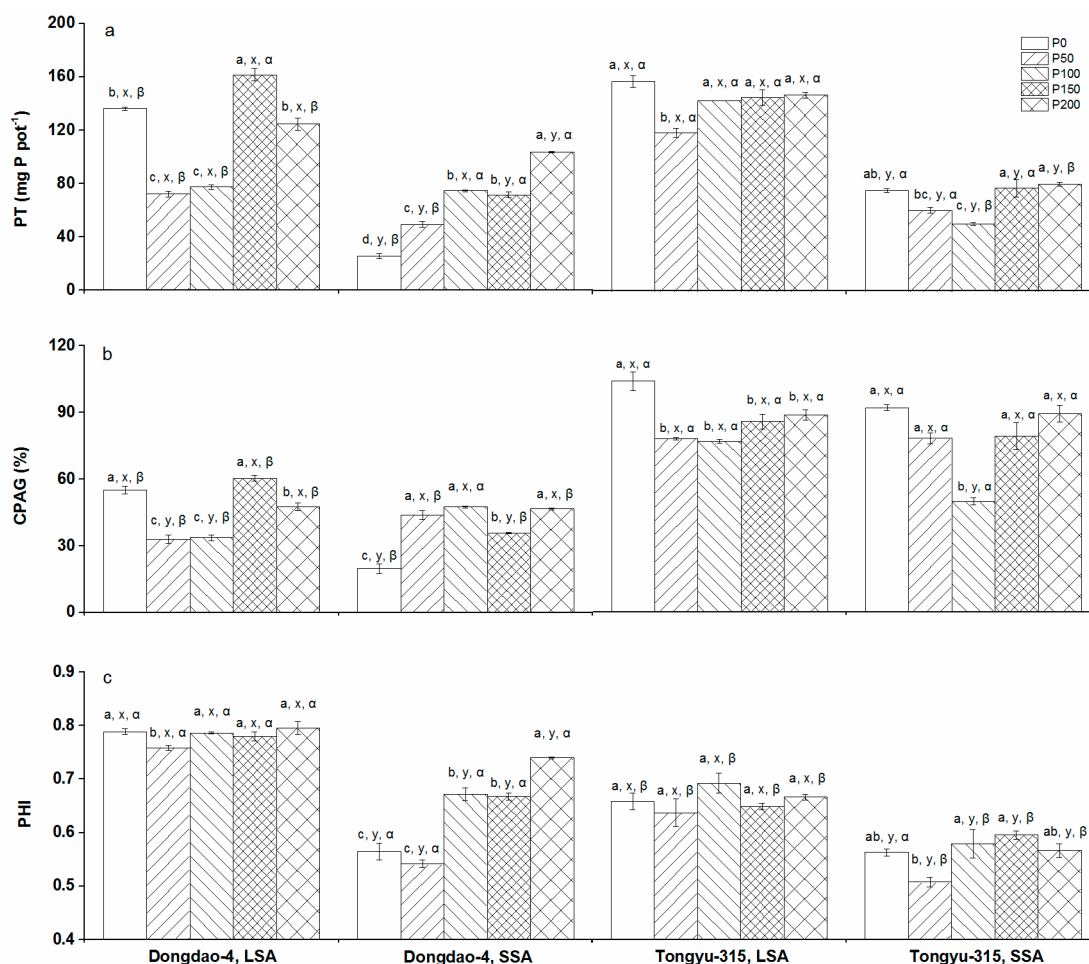 a
PT (mg P pot⁻¹)
200
160
120
80
40
0
b, x, β
c, x, β
c, x, β
a, x, α
b, x, β
d, y, β
c, y, β
b, x, α
b, y, α
a, y, α
a, x, α
b, x, α
a, x, α
a, x, α
a, x, α
ab, y, α
bc, y, α
c, y, β
a, y, α
a, y, β
P0
P50
P100
P150
P200
b
CPAG (%)
120
90
60
30
0
a, x, β
c, y, β
c, y, β
a, x, β
b, x, β
c, y, β
a, x, β
a, x, α
b, y, β
a, x, β
a, x, α
b, x, α
b, x, α
b, x, α
b, x, α
a, x, α
a, x, α
b, y, α
a, x, α
a, x, α
c
PHI
0.9
0.8
0.7
0.6
0.5
0.4
a, x, α
b, x, α
a, x, α
a, x, α
a, x, α
c, y, α
c, y, α
b, y, α
b, y, α
a, y, α
a, x, β
a, x, β
a, x, β
a, x, β
a, x, β
ab, y, α
b, y, β
a, y, β
a, y, β
ab, y, β
Dongdao-4, LSA
Dongdao-4, SSA
Tongyu-315, LSA
Tongyu-315, SSA